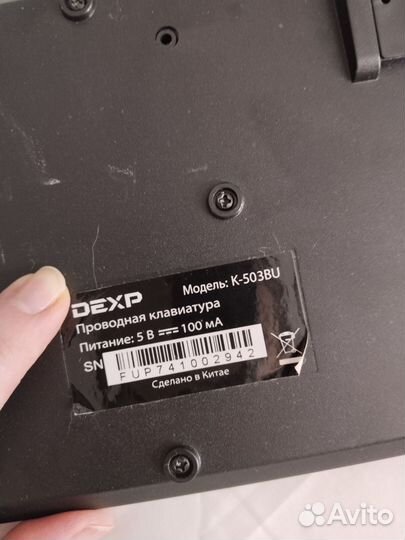 DEXP
Модель: K-503BU
Проводная клавиатура
Питание: 5 В ⎓ 100 мА
SN
FUP741002942
Сделано в Китае
Avito